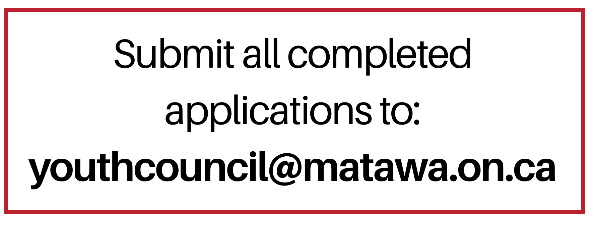 Submit all completed
applications to:
youthcouncil@matawa.on.ca